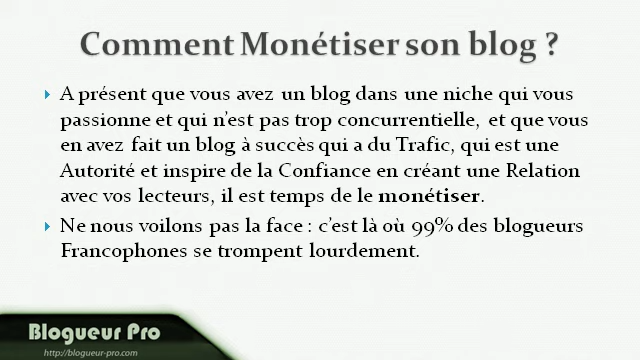 Comment Monétiser son blog ?
A présent que vous avez un blog dans une niche qui vous
passionne et qui n’est pas trop concurrentielle, et que vous
en avez fait un blog à succès qui a du Trafic, qui est une
Autorité et inspire de la Confiance en créant une Relation
avec vos lecteurs, il est temps de le monétiser.
Ne nous voilons pas la face : c’est là où 99% des blogueurs
Francophones se trompent lourdement.
Blogueur Pro
http://blogueur-pro.com